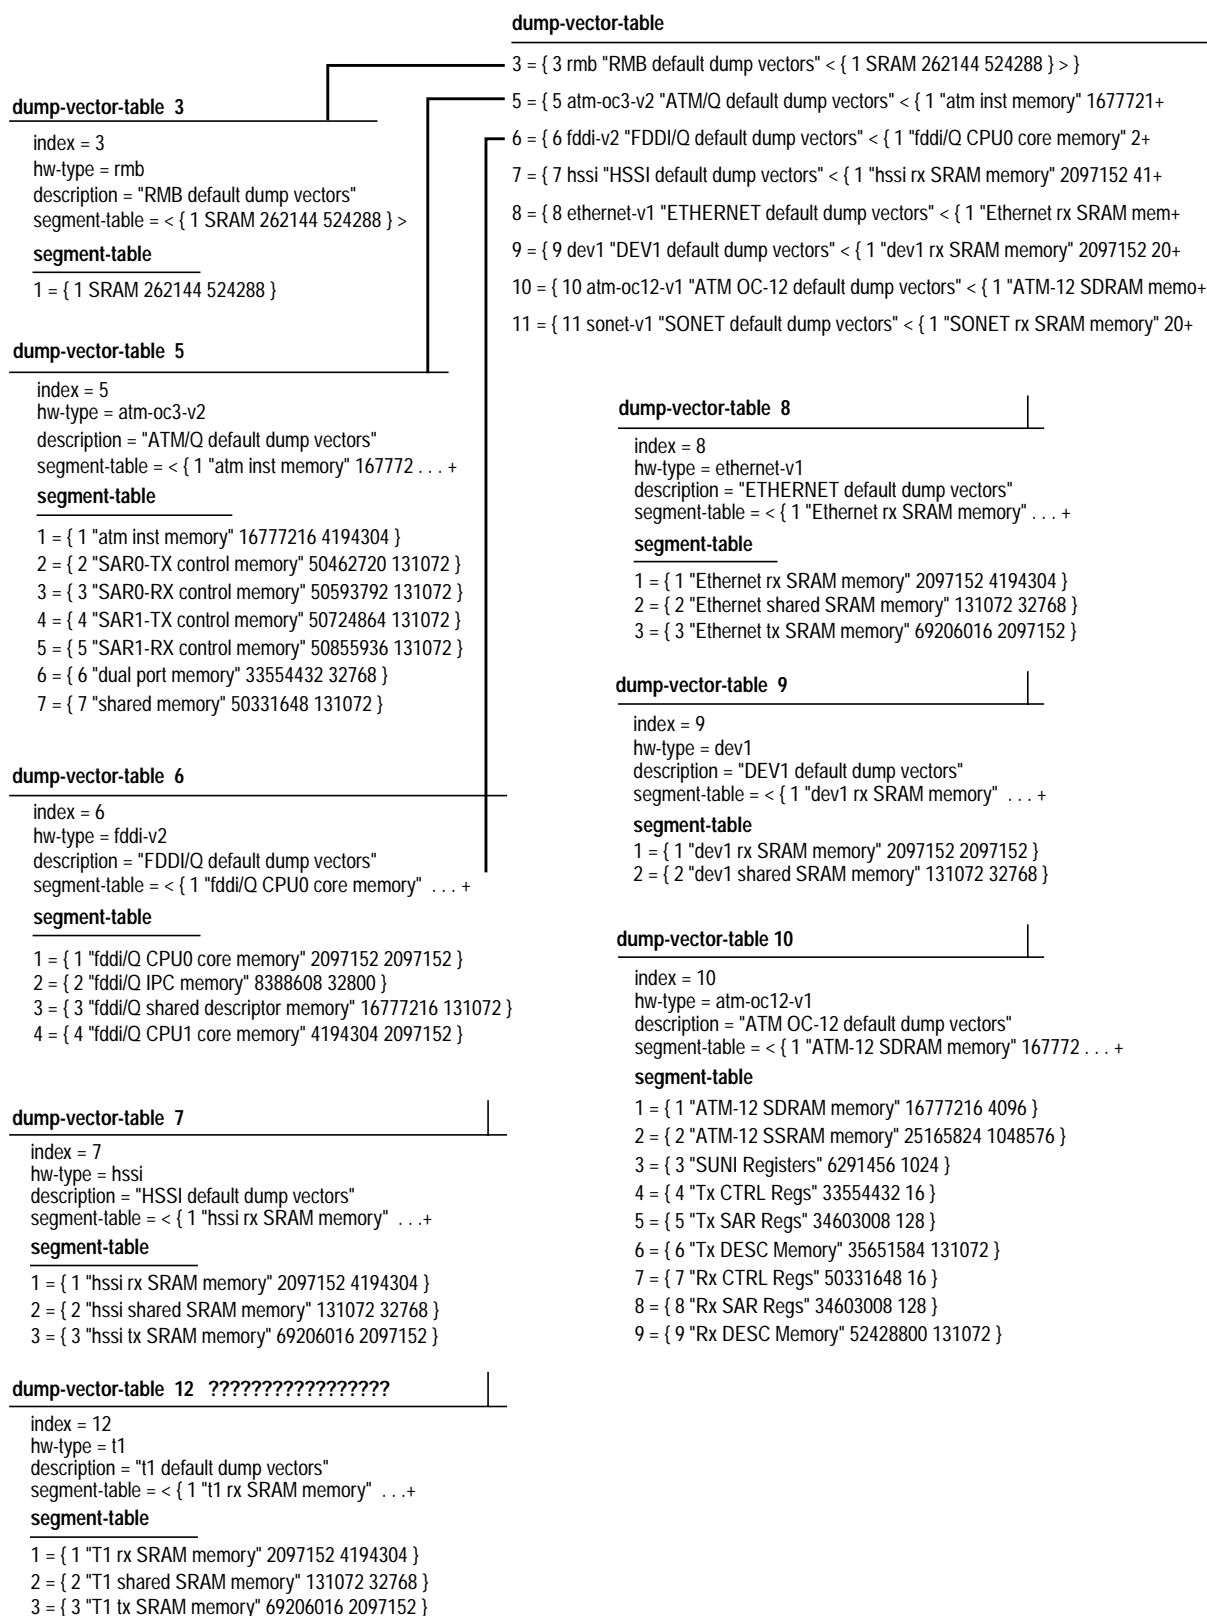 dump-vector-table
3 = { 3 rmb "RMB default dump vectors" < { 1 SRAM 262144 524288 } > }
5 = { 5 atm-oc3-v2 "ATM/Q default dump vectors" < { 1 "atm inst memory" 1677721+
6 = { 6 fddi-v2 "FDDI/Q default dump vectors" < { 1 "fddi/Q CPU0 core memory" 2+
7 = { 7 hssi "HSSI default dump vectors" < { 1 "hssi rx SRAM memory" 2097152 41+
8 = { 8 ethernet-v1 "ETHERNET default dump vectors" < { 1 "Ethernet rx SRAM mem+
9 = { 9 dev1 "DEV1 default dump vectors" < { 1 "dev1 rx SRAM memory" 2097152 20+
10 = { 10 atm-oc12-v1 "ATM OC-12 default dump vectors" < { 1 "ATM-12 SDRAM memo+
11 = { 11 sonet-v1 "SONET default dump vectors" < { 1 "SONET rx SRAM memory" 20+
dump-vector-table 3
index = 3
hw-type = rmb
description = "RMB default dump vectors"
segment-table = < { 1 SRAM 262144 524288 } >
segment-table
1 = { 1 SRAM 262144 524288 }
dump-vector-table 5
index = 5
hw-type = atm-oc3-v2
description = "ATM/Q default dump vectors"
segment-table = < { 1 "atm inst memory" 167772 . . . +
segment-table
1 = { 1 "atm inst memory" 16777216 4194304 }
2 = { 2 "SAR0-TX control memory" 50462720 131072 }
3 = { 3 "SAR0-RX control memory" 50593792 131072 }
4 = { 4 "SAR1-TX control memory" 50724864 131072 }
5 = { 5 "SAR1-RX control memory" 50855936 131072 }
6 = { 6 "dual port memory" 33554432 32768 }
7 = { 7 "shared memory" 50331648 131072 }
dump-vector-table 6
index = 6
hw-type = fddi-v2
description = "FDDI/Q default dump vectors"
segment-table = < { 1 "fddi/Q CPU0 core memory" . . . +
segment-table
1 = { 1 "fddi/Q CPU0 core memory" 2097152 2097152 }
2 = { 2 "fddi/Q IPC memory" 8388608 32800 }
3 = { 3 "fddi/Q shared descriptor memory" 16777216 131072 }
4 = { 4 "fddi/Q CPU1 core memory" 4194304 2097152 }
dump-vector-table 7
index = 7
hw-type = hssi
description = "HSSI default dump vectors"
segment-table = < { 1 "hssi rx SRAM memory" . . .+
segment-table
1 = { 1 "hssi rx SRAM memory" 2097152 4194304 }
2 = { 2 "hssi shared SRAM memory" 131072 32768 }
3 = { 3 "hssi tx SRAM memory" 69206016 2097152 }
dump-vector-table 12 ?????????????????
index = 12
hw-type = t1
description = "t1 default dump vectors"
segment-table = < { 1 "t1 rx SRAM memory" . . .+
segment-table
1 = { 1 "T1 rx SRAM memory" 2097152 4194304 }
2 = { 2 "T1 shared SRAM memory" 131072 32768 }
3 = { 3 "T1 tx SRAM memory" 69206016 2097152 }
dump-vector-table 8
index = 8
hw-type = ethernet-v1
description = "ETHERNET default dump vectors"
segment-table = < { 1 "Ethernet rx SRAM memory" . . . +
segment-table
1 = { 1 "Ethernet rx SRAM memory" 2097152 4194304 }
2 = { 2 "Ethernet shared SRAM memory" 131072 32768 }
3 = { 3 "Ethernet tx SRAM memory" 69206016 2097152 }
dump-vector-table 9
index = 9
hw-type = dev1
description = "DEV1 default dump vectors"
segment-table = < { 1 "dev1 rx SRAM memory" . . . +
segment-table
1 = { 1 "dev1 rx SRAM memory" 2097152 2097152 }
2 = { 2 "dev1 shared SRAM memory" 131072 32768 }
dump-vector-table 10
index = 10
hw-type = atm-oc12-v1
description = "ATM OC-12 default dump vectors"
segment-table = < { 1 "ATM-12 SDRAM memory" 167772 . . . +
segment-table
1 = { 1 "ATM-12 SDRAM memory" 16777216 4096 }
2 = { 2 "ATM-12 SSRAM memory" 25165824 1048576 }
3 = { 3 "SUNI Registers" 6291456 1024 }
4 = { 4 "Tx CTRL Regs" 33554432 16 }
5 = { 5 "Tx SAR Regs" 34603008 128 }
6 = { 6 "Tx DESC Memory" 35651584 131072 }
7 = { 7 "Rx CTRL Regs" 50331648 16 }
8 = { 8 "Rx SAR Regs" 34603008 128 }
9 = { 9 "Rx DESC Memory" 52428800 131072 }